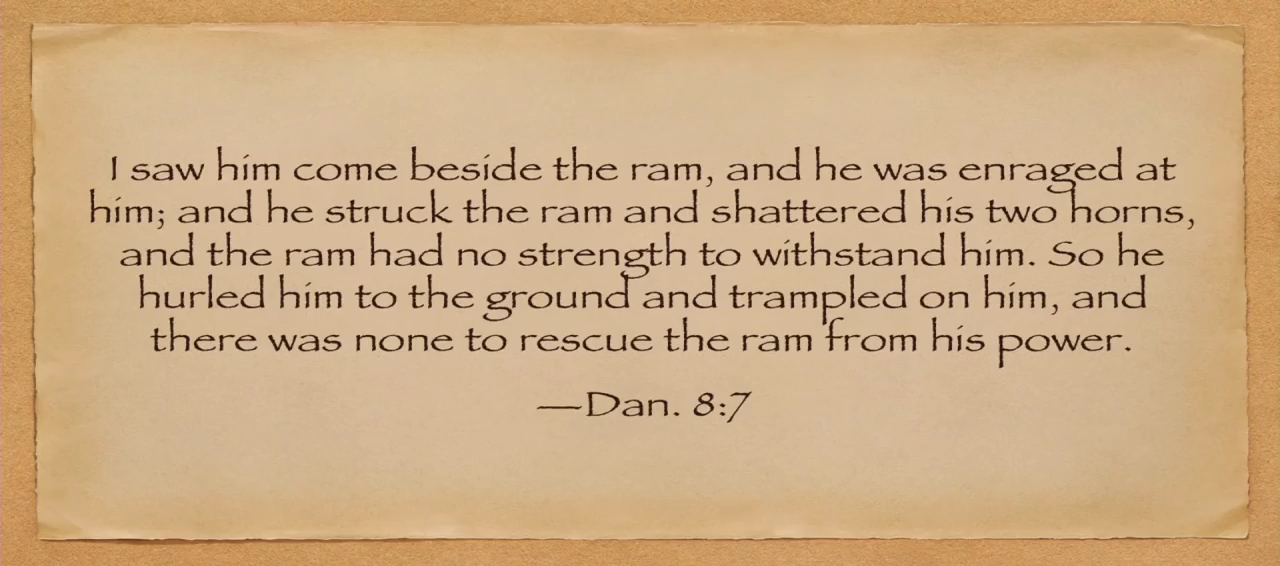 I saw him come beside the ram, and he was enraged at
him; and he struck the ram and shattered his two horns,
and the ram had no strength to withstand him. So he
hurled him to the ground and trampled on him, and
there was none to rescue the ram from his power.
—Dan. 8:7